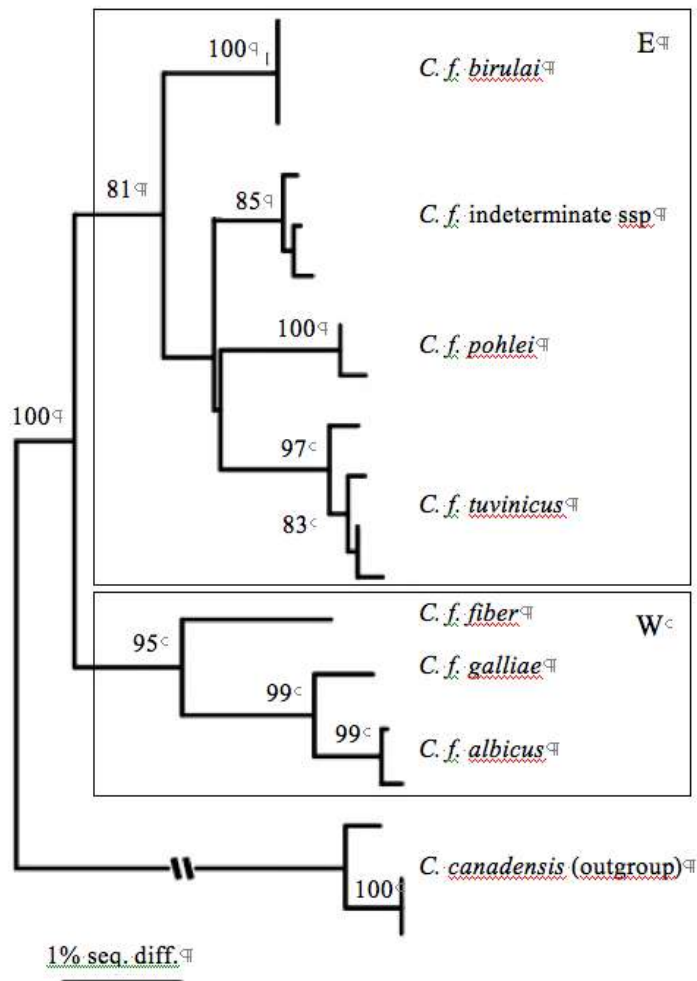 E
100
C. f. birulai
81
85
C. f. indeterminate ssp
100
C. f. pohlei
100
97
83
C. f. tuvinicus
C. f. fiber
W
95
C. f. galliae
99
99
C. f. albicus
C. canadensis (outgroup)
100
1% seq. diff.